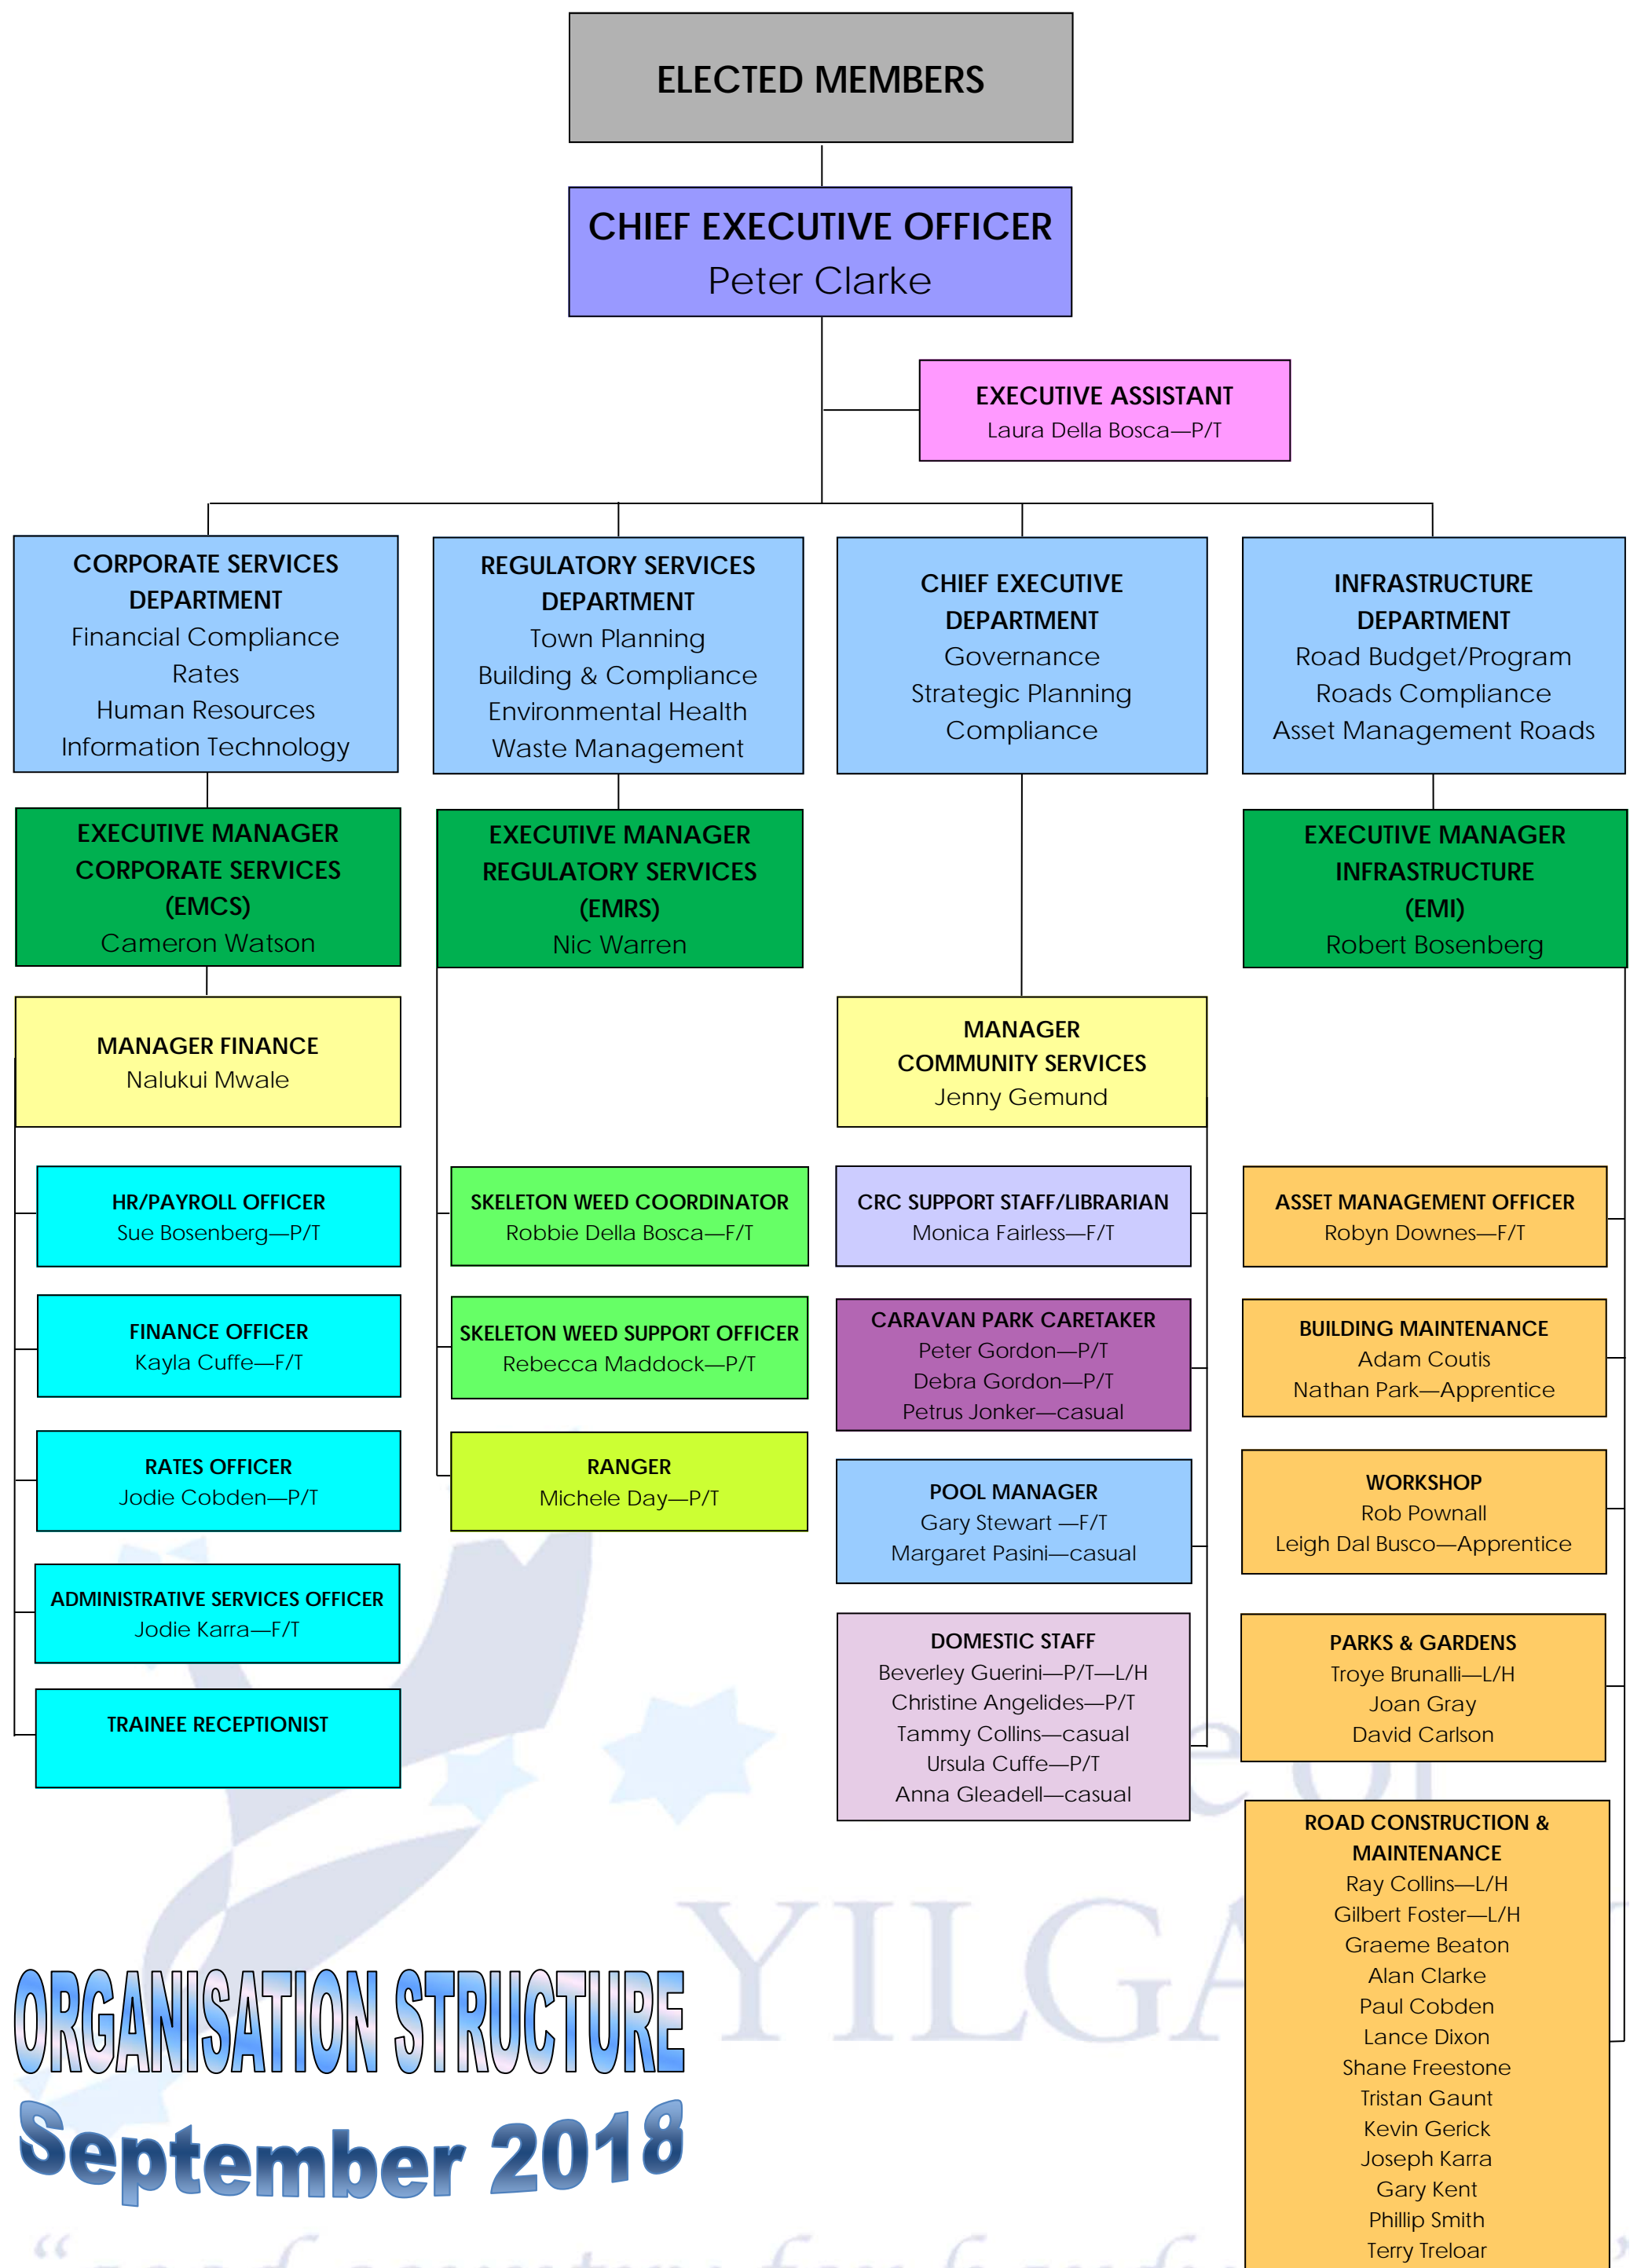 ELECTED MEMBERS
CHIEF EXECUTIVE OFFICER
Peter Clarke
EXECUTIVE ASSISTANT
Laura Della Bosca—P/T
CORPORATE SERVICES
DEPARTMENT
Financial Compliance
Rates
Human Resources
Information Technology
REGULATORY SERVICES
DEPARTMENT
Town Planning
Building & Compliance
Environmental Health
Waste Management
CHIEF EXECUTIVE
DEPARTMENT
Governance
Strategic Planning
Compliance
INFRASTRUCTURE
DEPARTMENT
Road Budget/Program
Roads Compliance
Asset Management Roads
EXECUTIVE MANAGER
CORPORATE SERVICES
(EMCS)
Cameron Watson
EXECUTIVE MANAGER
REGULATORY SERVICES
(EMRS)
Nic Warren
EXECUTIVE MANAGER
INFRASTRUCTURE
(EMI)
Robert Bosenberg
MANAGER FINANCE
Nalukui Mwale
MANAGER
COMMUNITY SERVICES
Jenny Gemund
HR/PAYROLL OFFICER
Sue Bosenberg—P/T
FINANCE OFFICER
Kayla Cuffe—F/T
RATES OFFICER
Jodie Cobden—P/T
ADMINISTRATIVE SERVICES OFFICER
Jodie Karra—F/T
TRAINEE RECEPTIONIST
SKELETON WEED COORDINATOR
Robbie Della Bosca—F/T
SKELETON WEED SUPPORT OFFICER
Rebecca Maddock—P/T
RANGER
Michele Day—P/T
CRC SUPPORT STAFF/LIBRARIAN
Monica Fairless—F/T
CARAVAN PARK CARETAKER
Peter Gordon—P/T
Debra Gordon—P/T
Petrus Jonker—casual
POOL MANAGER
Gary Stewart —F/T
Margaret Pasini—casual
DOMESTIC STAFF
Beverley Guerini—P/T—L/H
Christine Angelides—P/T
Tammy Collins—casual
Ursula Cuffe—P/T
Anna Gleadell—casual
ASSET MANAGEMENT OFFICER
Robyn Downes—F/T
BUILDING MAINTENANCE
Adam Coutis
Nathan Park—Apprentice
WORKSHOP
Rob Pownall
Leigh Dal Busco—Apprentice
PARKS & GARDENS
Troye Brunalli—L/H
Joan Gray
David Carlson
ROAD CONSTRUCTION &
MAINTENANCE
Ray Collins—L/H
Gilbert Foster—L/H
Graeme Beaton
Alan Clarke
Paul Cobden
Lance Dixon
Shane Freestone
Tristan Gaunt
Kevin Gerick
Joseph Karra
Gary Kent
Phillip Smith
Terry Treloar
YILGA
ORGANISATION STRUCTURE
September 2018